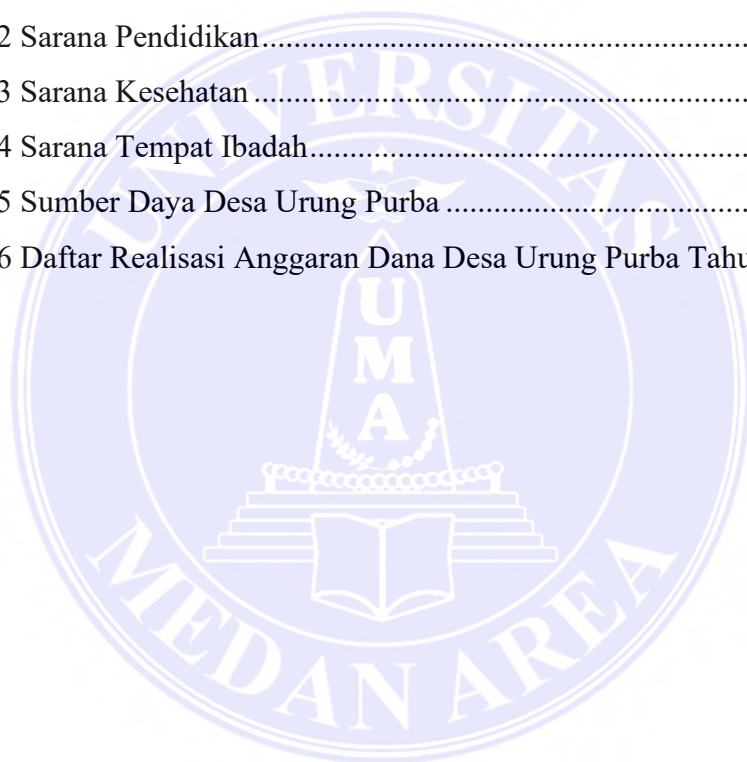 2 Sarana Pendidikan........................................................
3 Sarana Kesehatan.........................................................
4 Sarana Tempat Ibadah..................................................
5 Sumber Daya Desa Urung Purba...................................
6 Daftar Realisasi Anggaran Dana Desa Urung Purba
UNIVERSITAS
U
M
A
MEDAN AREA